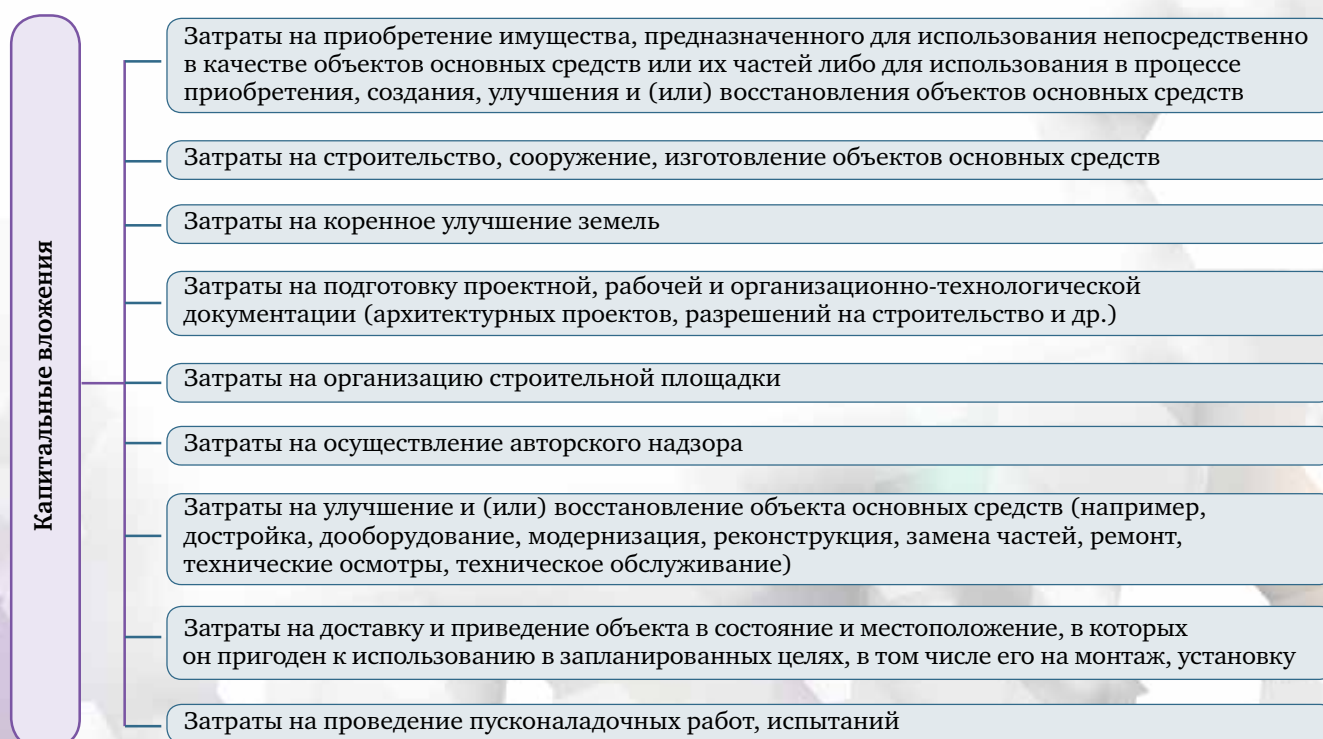 Капитальные вложения
Затраты на приобретение имущества, предназначенного для использования непосредственно
в качестве объектов основных средств или их частей либо для использования в процессе
приобретения, создания, улучшения и (или) восстановления объектов основных средств
Затраты на строительство, сооружение, изготовление объектов основных средств
Затраты на коренное улучшение земель
Затраты на подготовку проектной, рабочей и организационно-технологической
документации (архитектурных проектов, разрешений на строительство и др.)
Затраты на организацию строительной площадки
Затраты на осуществление авторского надзора
Затраты на улучшение и (или) восстановление объекта основных средств (например,
достройка, дооборудование, модернизация, реконструкция, замена частей, ремонт,
технические осмотры, техническое обслуживание)
Затраты на доставку и приведение объекта в состояние и местоположение, в которых
он пригоден к использованию в запланированных целях, в том числе его на монтаж, установку
Затраты на проведение пусконаладочных работ, испытаний